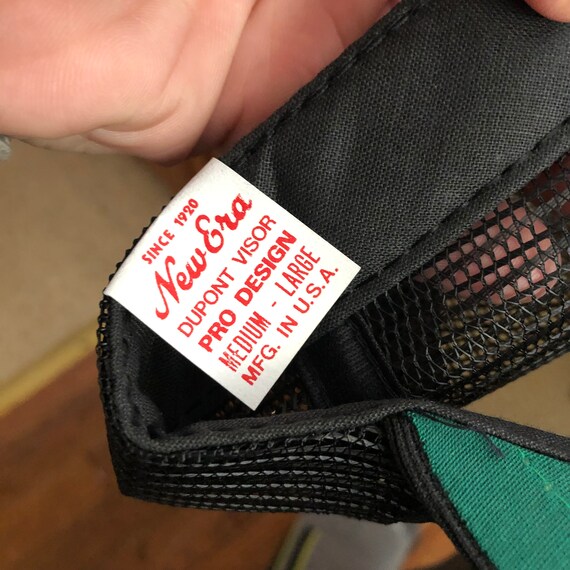 SINCE 1920
New Era
DUPONT VISOR
PRO DESIGN
MEDIUM - LARGE
MFG. IN U.S.A.